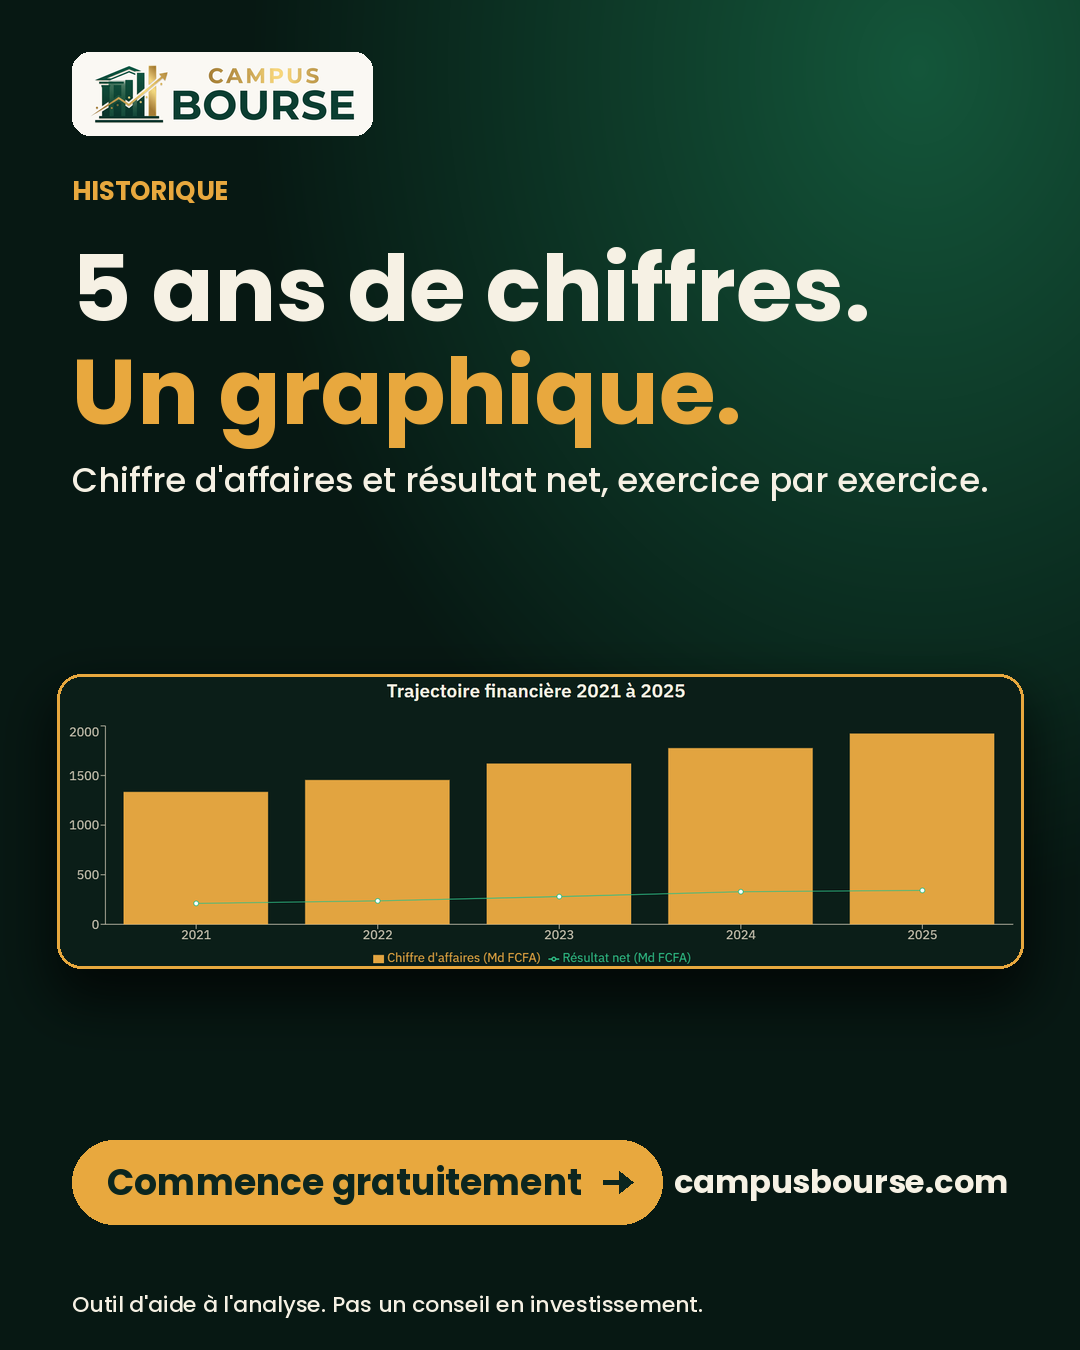 CAMPUS
BOURSE
HISTORIQUE
5 ans de chiffres.
Un graphique.
Chiffre d'affaires et résultat net, exercice par exercice.
Trajectoire financière 2021 à 2025
2000
1500
1000
500
0
2021 2022 2023 2024 2025
Chiffre d'affaires (Md FCFA) Résultat net (Md FCFA)
Commence gratuitement → campusbourse.com
Outil d'aide à l'analyse. Pas un conseil en investissement.